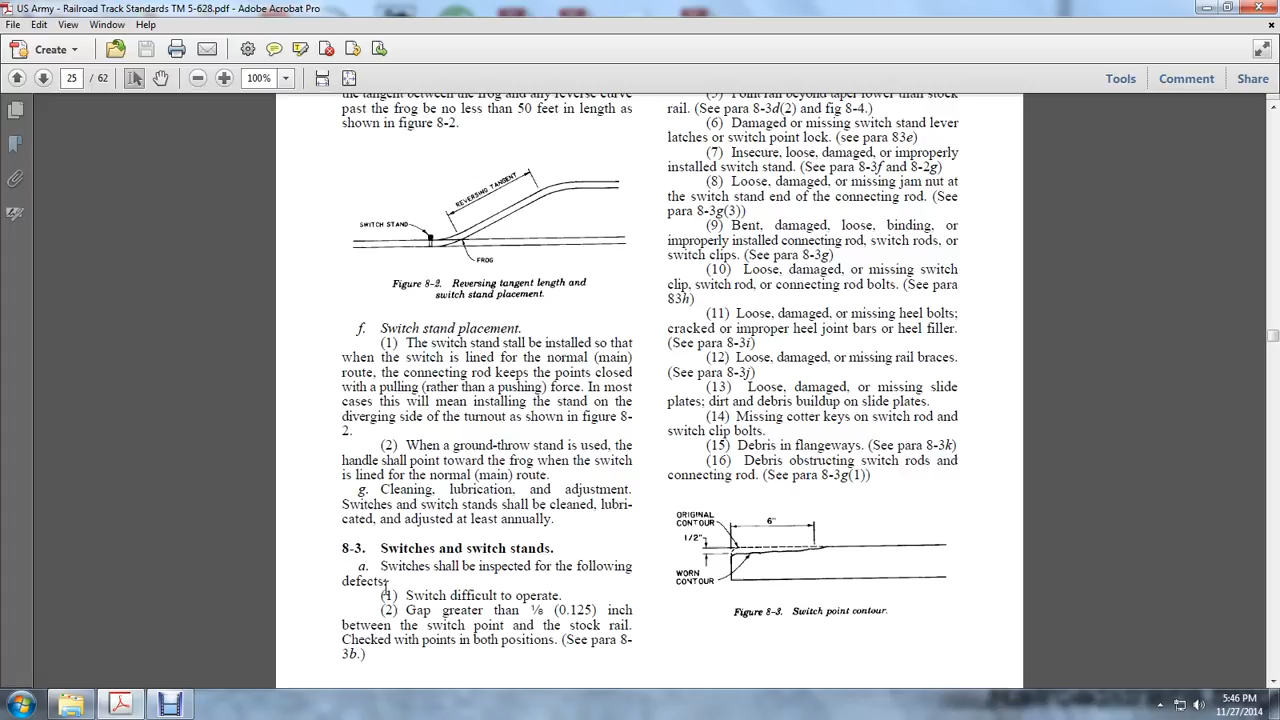 US Army - Railroad Track Standards TM 5-628.pdf - Adobe Acrobat Pro
File Edit View Window Help
Create
25 / 62
100%
Tools Comment Share
the tangent between the frog and any reverse curve
past the frog be no less than 50 feet in length as
shown in figure 8-2.
REVERSING TANGENT
SWITCH STAND
FROG
Figure 8-2. Reversing tangent length and
switch stand placement.
f. Switch stand placement.
(1) The switch stand stall be installed so that
when the switch is lined for the normal (main)
route, the connecting rod keeps the points closed
with a pulling (rather than a pushing) force. In most
cases this will mean installing the stand on the
diverging side of the turnout as shown in figure 8-
2.
(2) When a ground-throw stand is used, the
handle shall point toward the frog when the switch
is lined for the normal (main) route.
g. Cleaning, lubrication, and adjustment.
Switches and switch stands shall be cleaned, lubri-
cated, and adjusted at least annually.
8-3. Switches and switch stands.
a. Switches shall be inspected for the following
defects:
(1) Switch difficult to operate.
(2) Gap greater than ⅛ (0.125) inch
between the switch point and the stock rail.
Checked with points in both positions. (See para 8-
3b.)
(5) Point rail beyond taper lower than stock
rail. (See para 8-3d(2) and fig 8-4.)
(6) Damaged or missing switch stand lever
latches or switch point lock. (see para 83e)
(7) Insecure, loose, damaged, or improperly
installed switch stand. (See para 8-3f and 8-2g)
(8) Loose, damaged, or missing jam nut at
the switch stand end of the connecting rod. (See
para 8-3g(3))
(9) Bent, damaged, loose, binding, or
improperly installed connecting rod, switch rods, or
switch clips. (See para 8-3g)
(10) Loose, damaged, or missing switch
clip, switch rod, or connecting rod bolts. (See para
83h)
(11) Loose, damaged, or missing heel bolts;
cracked or improper heel joint bars or heel filler.
(See para 8-3i)
(12) Loose, damaged, or missing rail braces.
(See para 8-3j)
(13) Loose, damaged, or missing slide
plates; dirt and debris buildup on slide plates.
(14) Missing cotter keys on switch rod and
switch clip bolts.
(15) Debris in flangeways. (See para 8-3k)
(16) Debris obstructing switch rods and
connecting rod. (See para 8-3g(1))
ORIGINAL
CONTOUR
6"
1/2"
WORN
CONTOUR
Figure 8-3. Switch point contour.
5:46 PM
11/27/2014